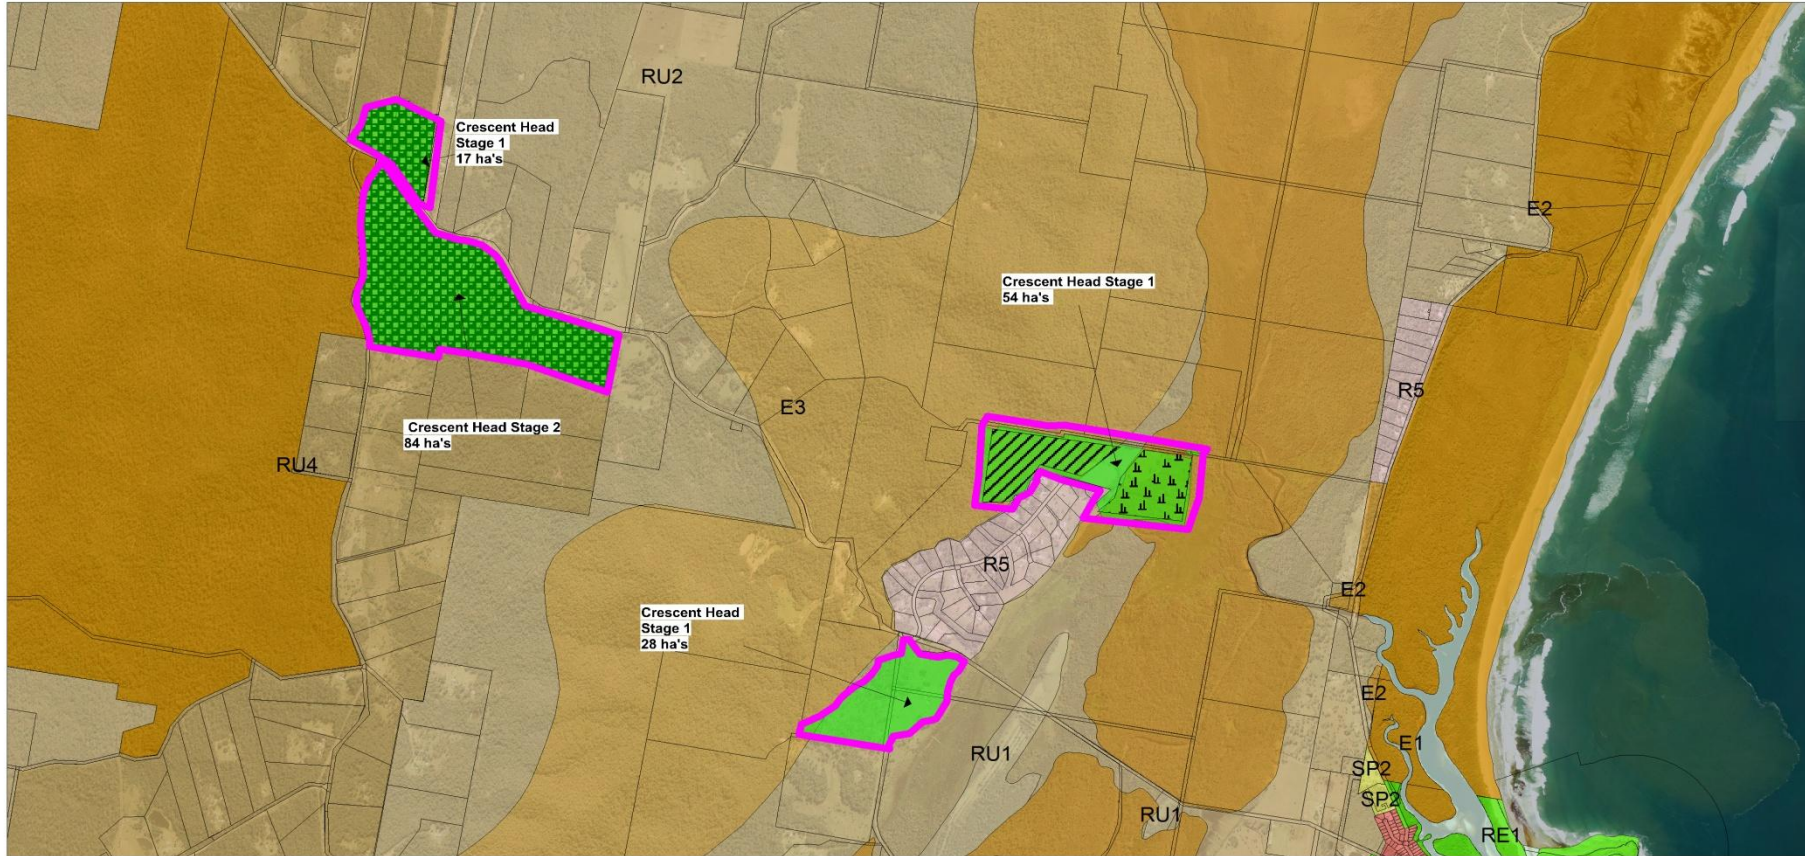 RU2
Crescent Head
Stage 1
17 ha's
E2
Crescent Head Stage 1
54 ha's
R5
E3
Crescent Head Stage 2
84 ha's
RU4
R5
E2
Crescent Head
Stage 1
28 ha's
E2
E1
RU1
SP2
SP2
RU1
RE1